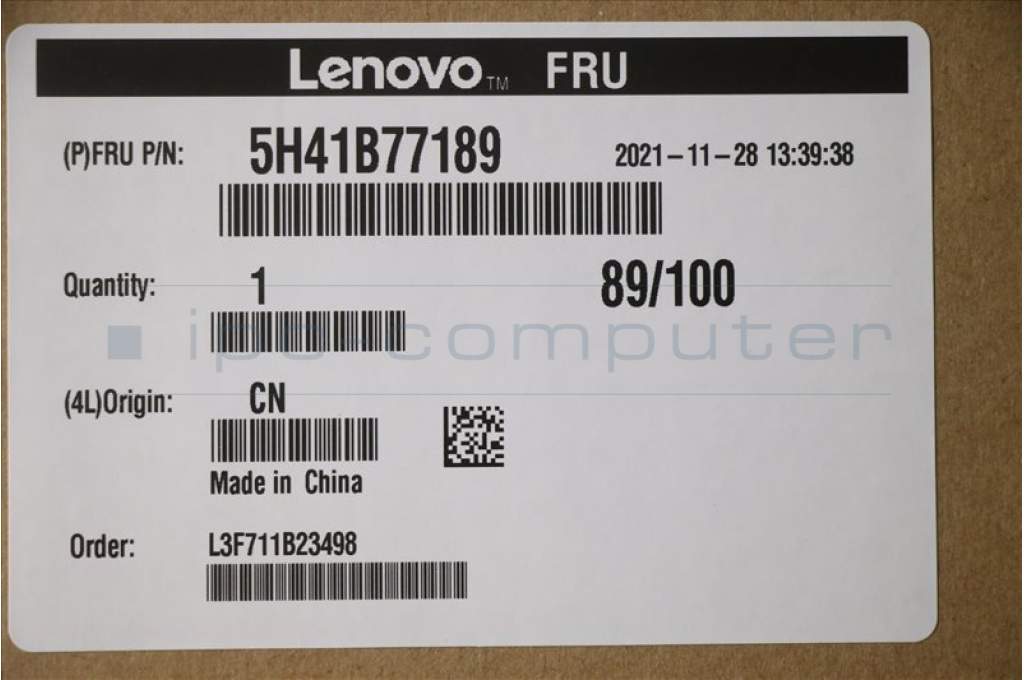 Lenovo™ FRU
(P)FRU P/N: 5H41B77189 2021-11-28 13:39:38
Quantity: 1 89/100
ipc-computer
(4L)Origin: CN
Made in China
Order: L3F711B23498